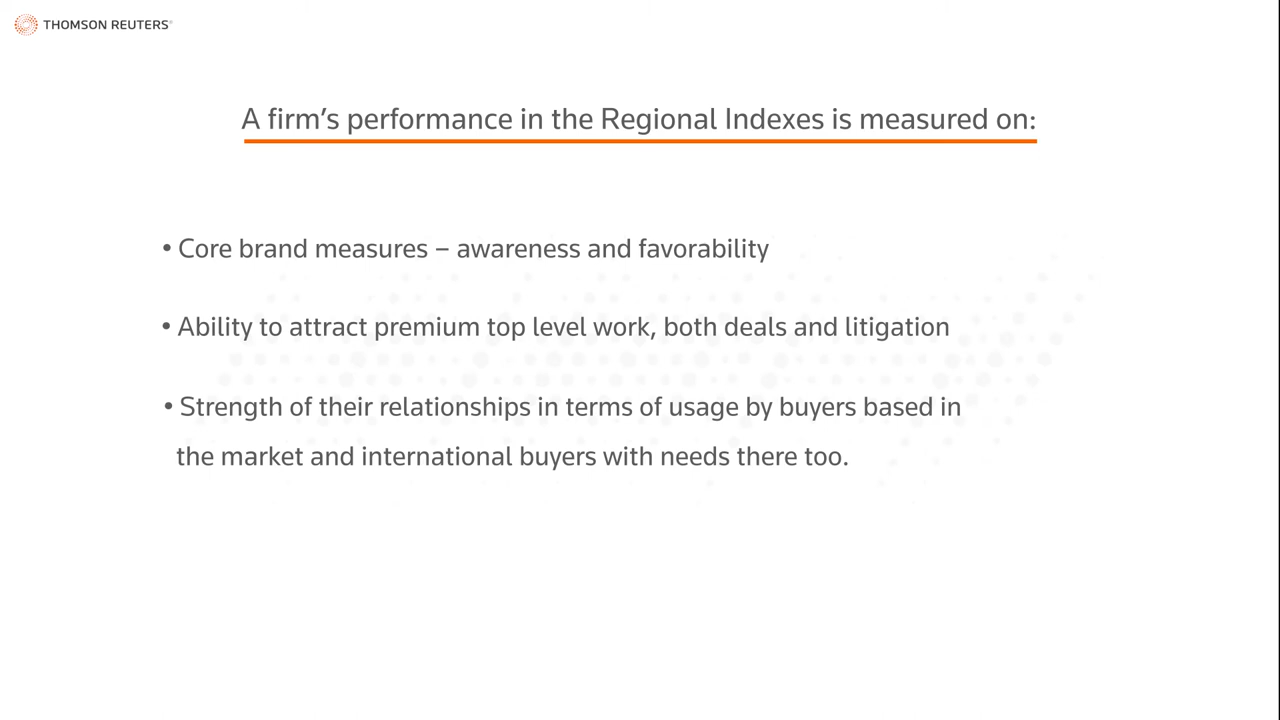 THOMSON REUTERS®
A firm’s performance in the Regional Indexes is measured on:
• Core brand measures – awareness and favorability
• Ability to attract premium top level work, both deals and litigation
• Strength of their relationships in terms of usage by buyers based in
the market and international buyers with needs there too.